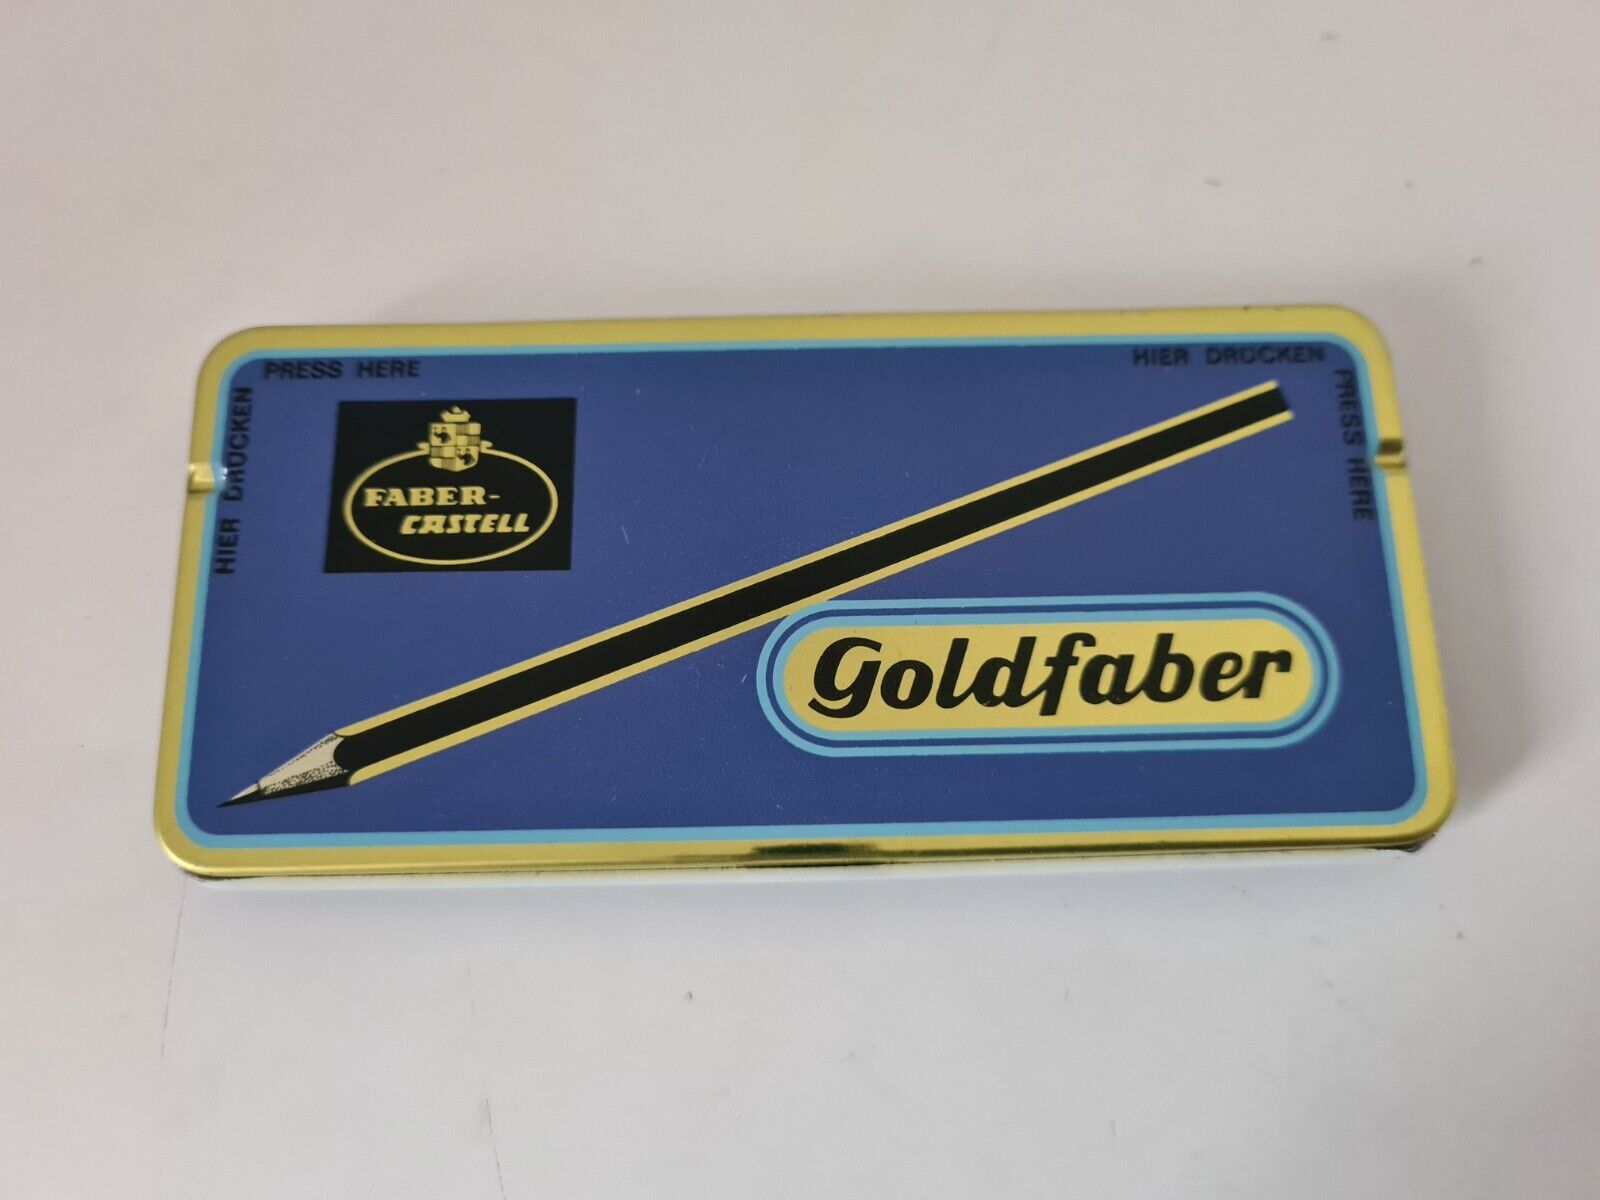 PRESS HERE
HIER DRÜCKEN
HIER DRÜCKEN
PRESS HERE
FABER-
CASTELL
Goldfaber